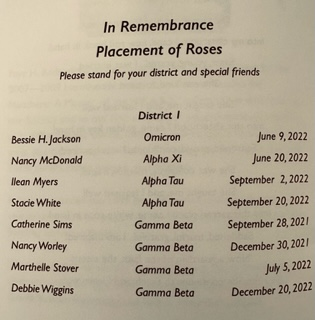 In Remembrance
Placement of Roses
Please stand for your district and special friends
District I
Bessie H. Jackson Omicron June 9, 2022
Nancy McDonald Alpha Xi June 20, 2022
Ilean Myers Alpha Tau September 2, 2022
Stacie White Alpha Tau September 20, 2022
Catherine Sims Gamma Beta September 28, 2021
Nancy Worley Gamma Beta December 30, 2021
Marthelle Stover Gamma Beta July 5, 2022
Debbie Wiggins Gamma Beta December 20, 2022